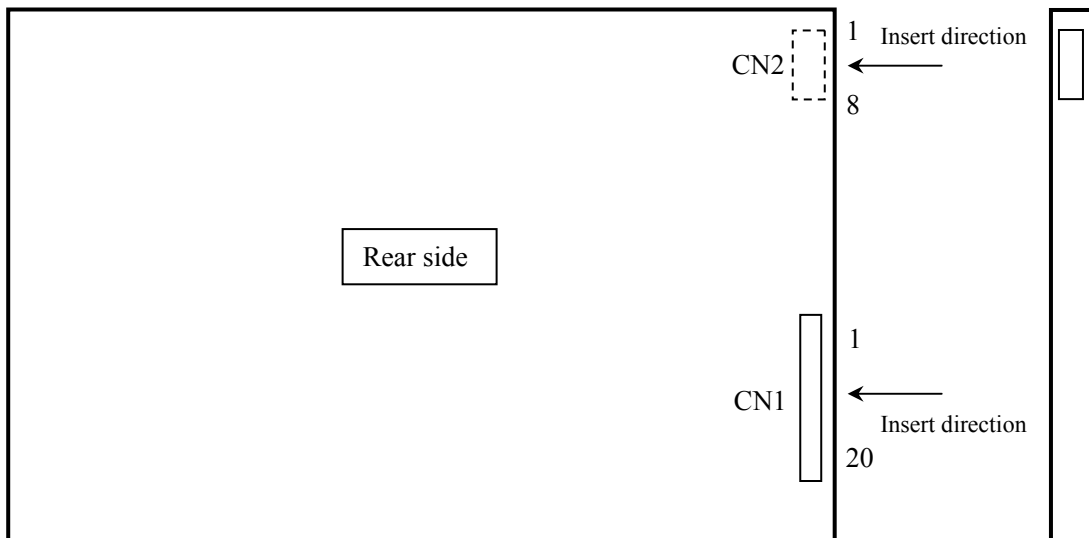 1
Insert direction
CN2
8
Rear side
1
CN1
Insert direction
20